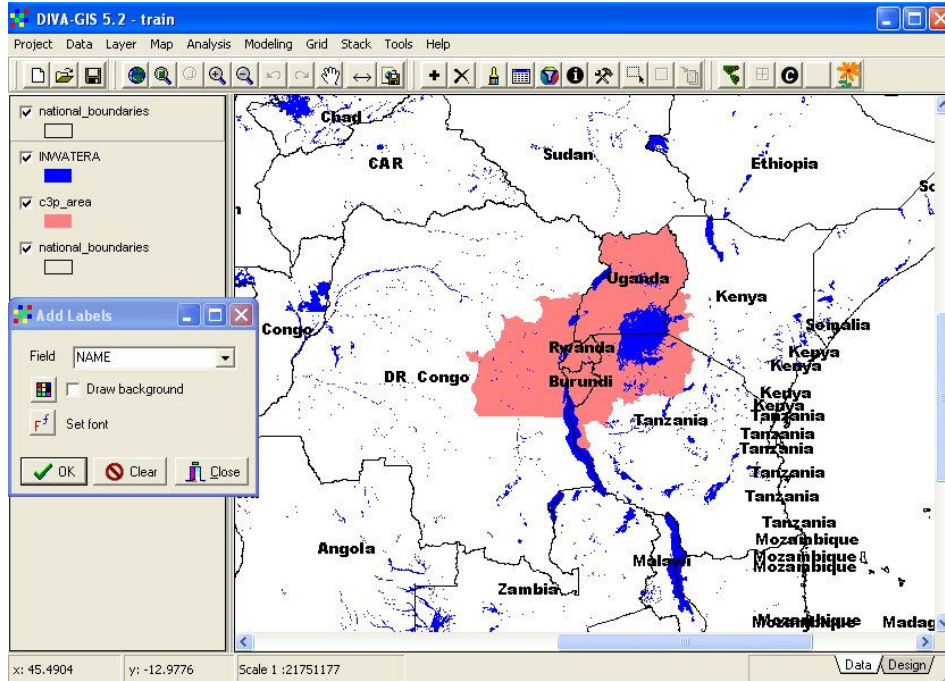 DIVA-GIS 5.2 - train
Project Data Layer Map Analysis Modeling Grid Stack Tools Help
national_boundaries
INWATERA
c3p_area
national_boundaries
Add Labels
Field NAME
Draw background
Set font
OK Clear Close
Chad
CAR
Sudan
Ethiopia
Uganda
Kenya
Congo
Somalia
Rwanda
Kenya
DR Congo
Burundi
Kenya
Kenya
Tanzania
Tanzania
Tanzania
Tanzania
Tanzania
Tanzania
Tanzania
Mozambique
Angola
Mozambique
Malawi
Mozambique
Zambia
Mozambique
Madag
x: 45.4904 y: -12.9776 Scale 1 :21751177 Data Design